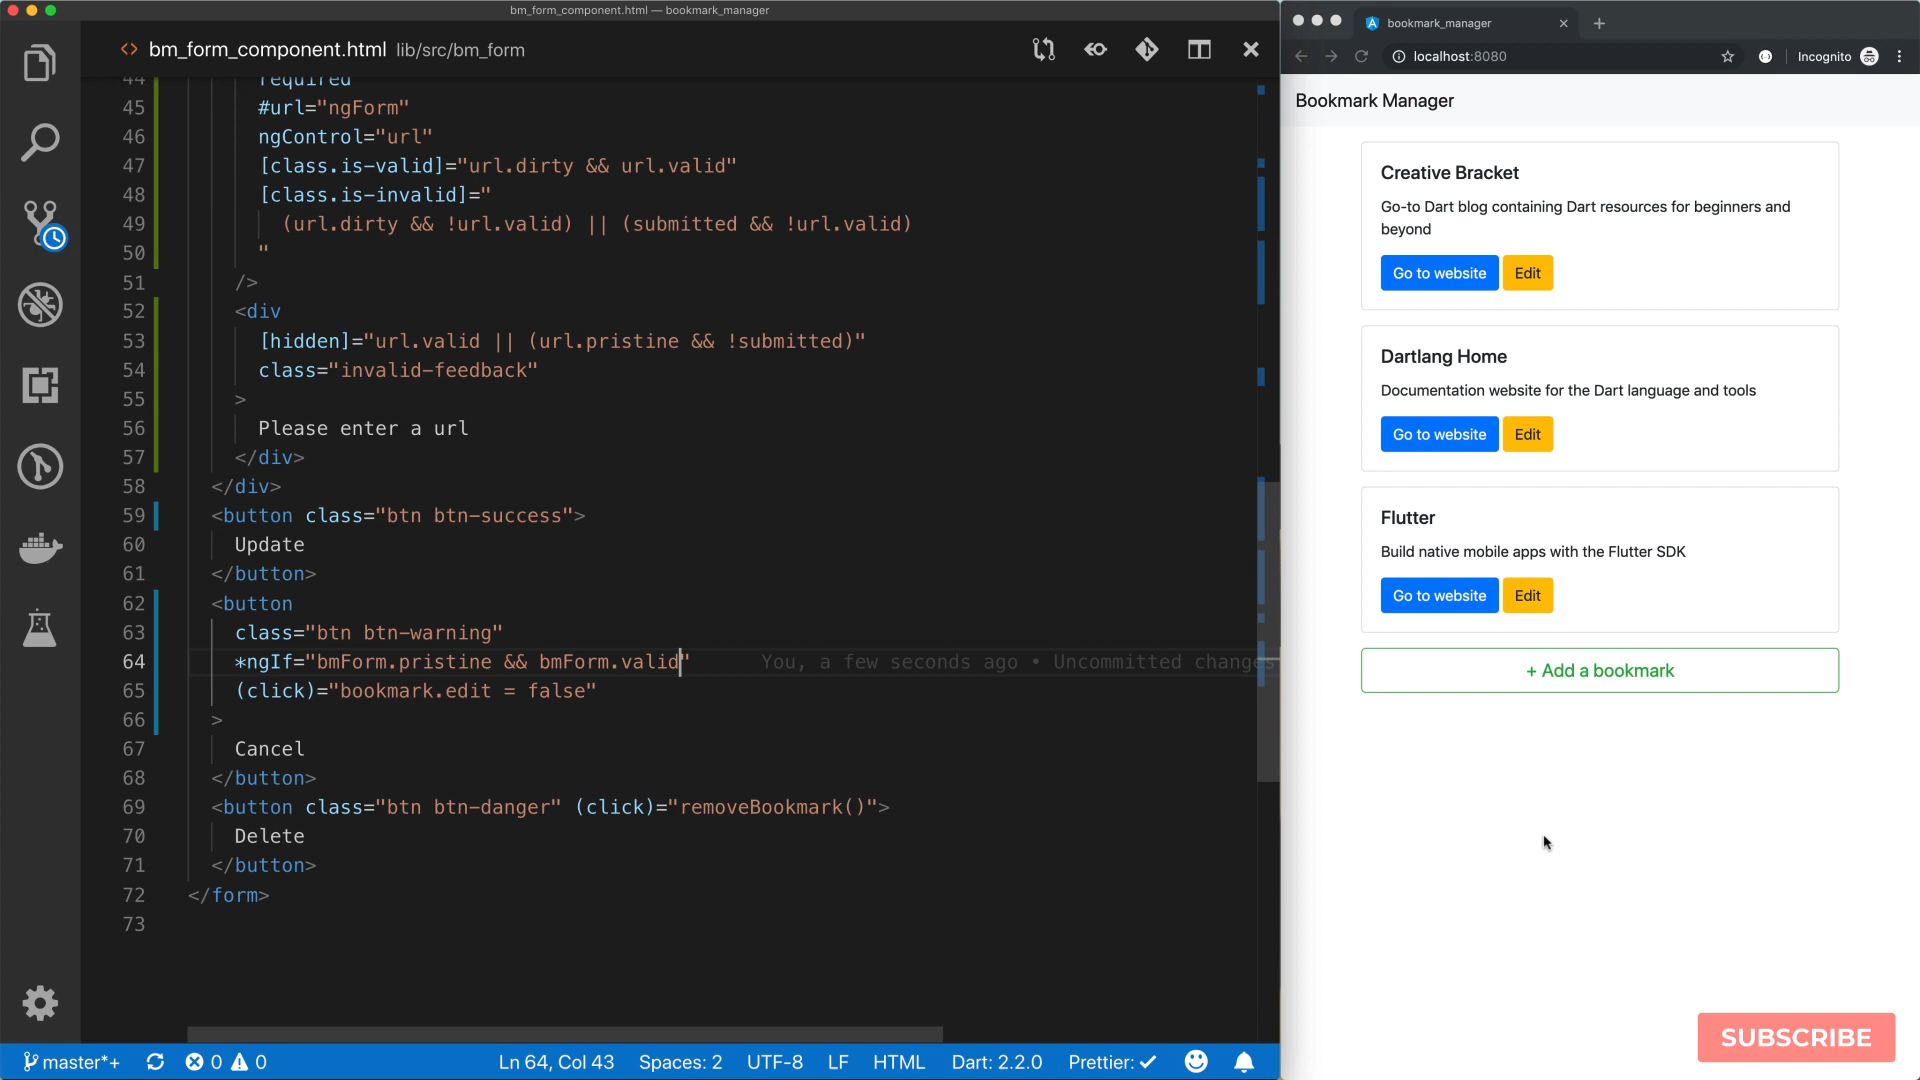 bm_form_component.html — bookmark_manager
<> bm_form_component.html lib/src/bm_form
44 required
45 #url="ngForm"
46 ngControl="url"
47 [class.is-valid]="url.dirty && url.valid"
48 [class.is-invalid]="
49 (url.dirty && !url.valid) || (submitted && !url.valid)
50 "
51 />
52 <div
53 [hidden]="url.valid || (url.pristine && !submitted)"
54 class="invalid-feedback"
55 >
56 Please enter a url
57 </div>
58 </div>
59 <button class="btn btn-success">
60 Update
61 </button>
62 <button
63 class="btn btn-warning"
64 *ngIf="bmForm.pristine && bmForm.valid" You, a few seconds ago • Uncommitted changes
65 (click)="bookmark.edit = false"
66 >
67 Cancel
68 </button>
69 <button class="btn btn-danger" (click)="removeBookmark()">
70 Delete
71 </button>
72 </form>
73
master*+ 0 0 Ln 64, Col 43 Spaces: 2 UTF-8 LF HTML Dart: 2.2.0 Prettier: ✓
bookmark_manager
localhost:8080 Incognito
Bookmark Manager
Creative Bracket
Go-to Dart blog containing Dart resources for beginners and
beyond
Go to website Edit
Dartlang Home
Documentation website for the Dart language and tools
Go to website Edit
Flutter
Build native mobile apps with the Flutter SDK
Go to website Edit
+ Add a bookmark
SUBSCRIBE